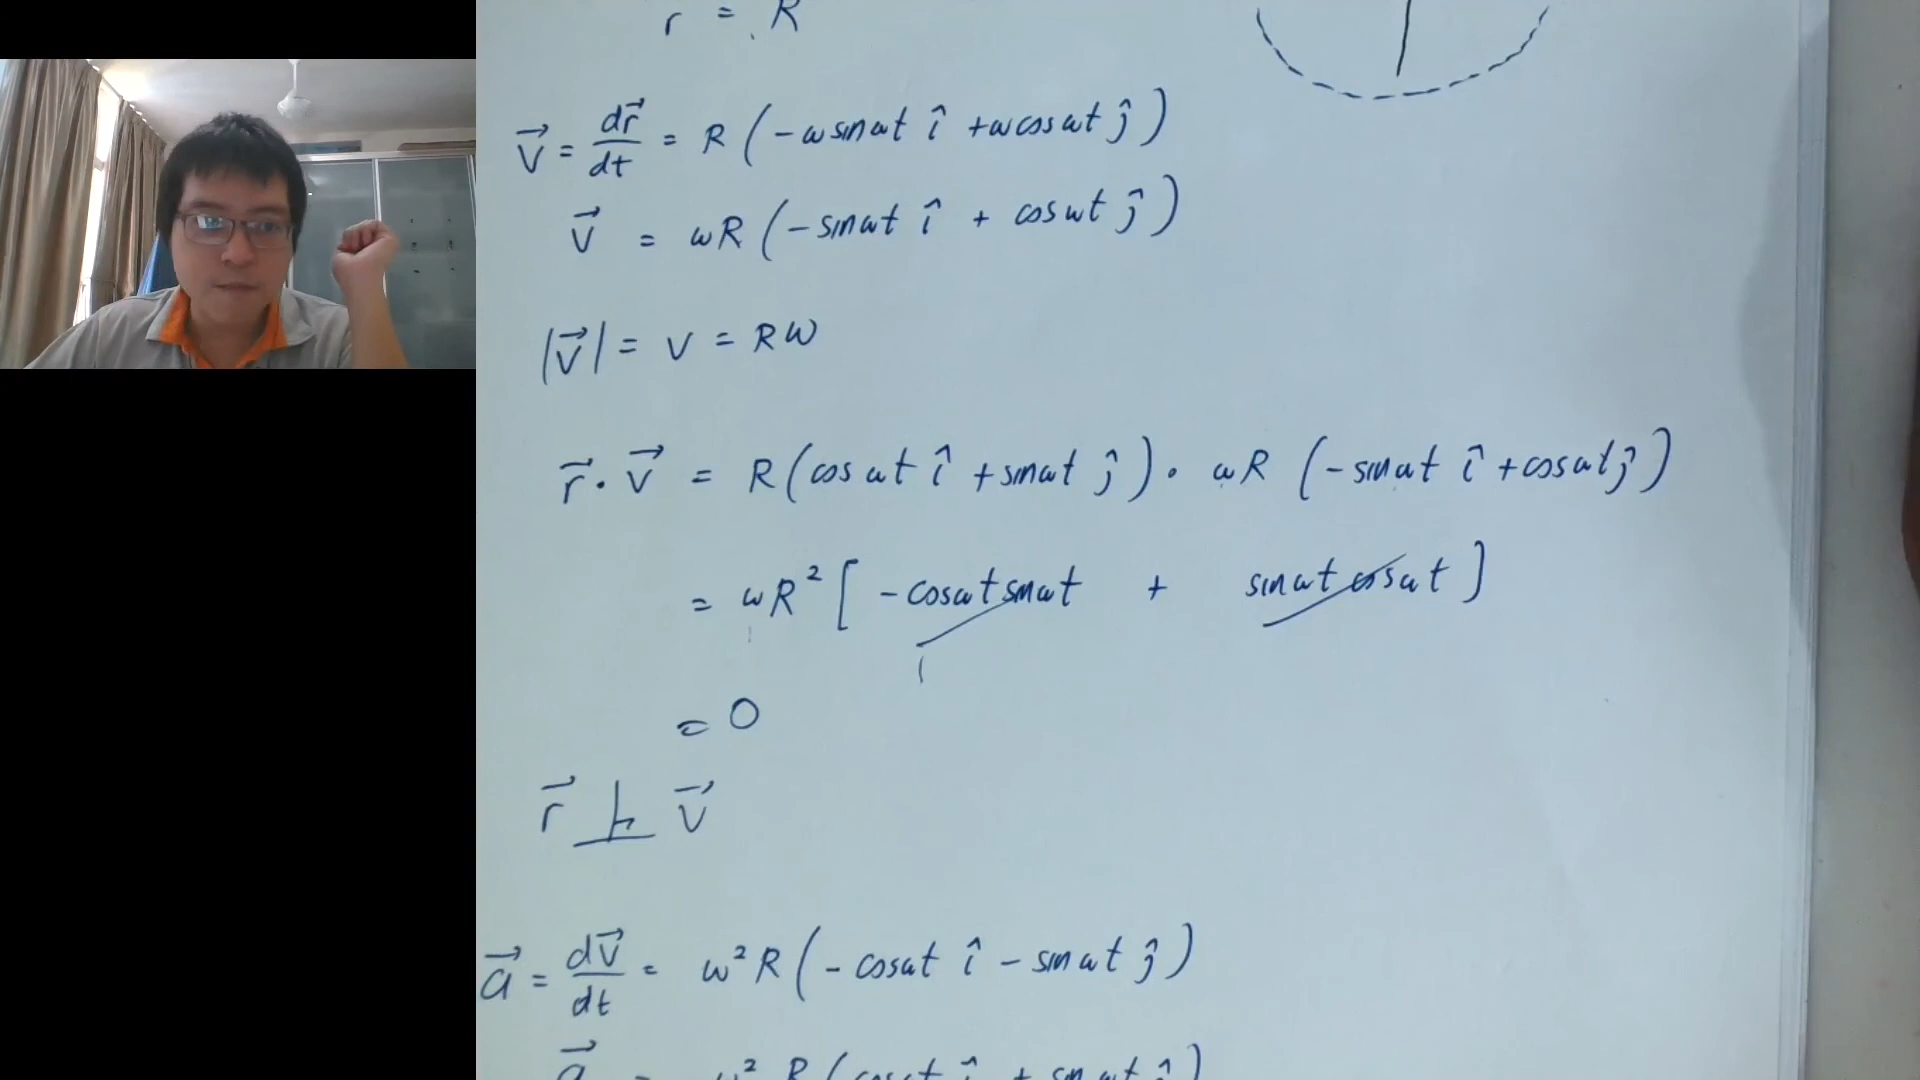 r = R
v⃗ = dr⃗/dt = R (-ω sin ωt î + ω cos ωt ĵ)
v⃗ = ωR (- sin ωt î + cos ωt ĵ)
|v⃗| = v = Rω
r⃗ · v⃗ = R (cos ωt î + sin ωt ĵ) · ωR (- sin ωt î + cos ωt ĵ)
= ωR² [ - cos ωt sin ωt + sin ωt cos ωt ]
= 0
r⃗ ⊥ v⃗
a⃗ = dv⃗/dt = ω²R (- cos ωt î - sin ωt ĵ)